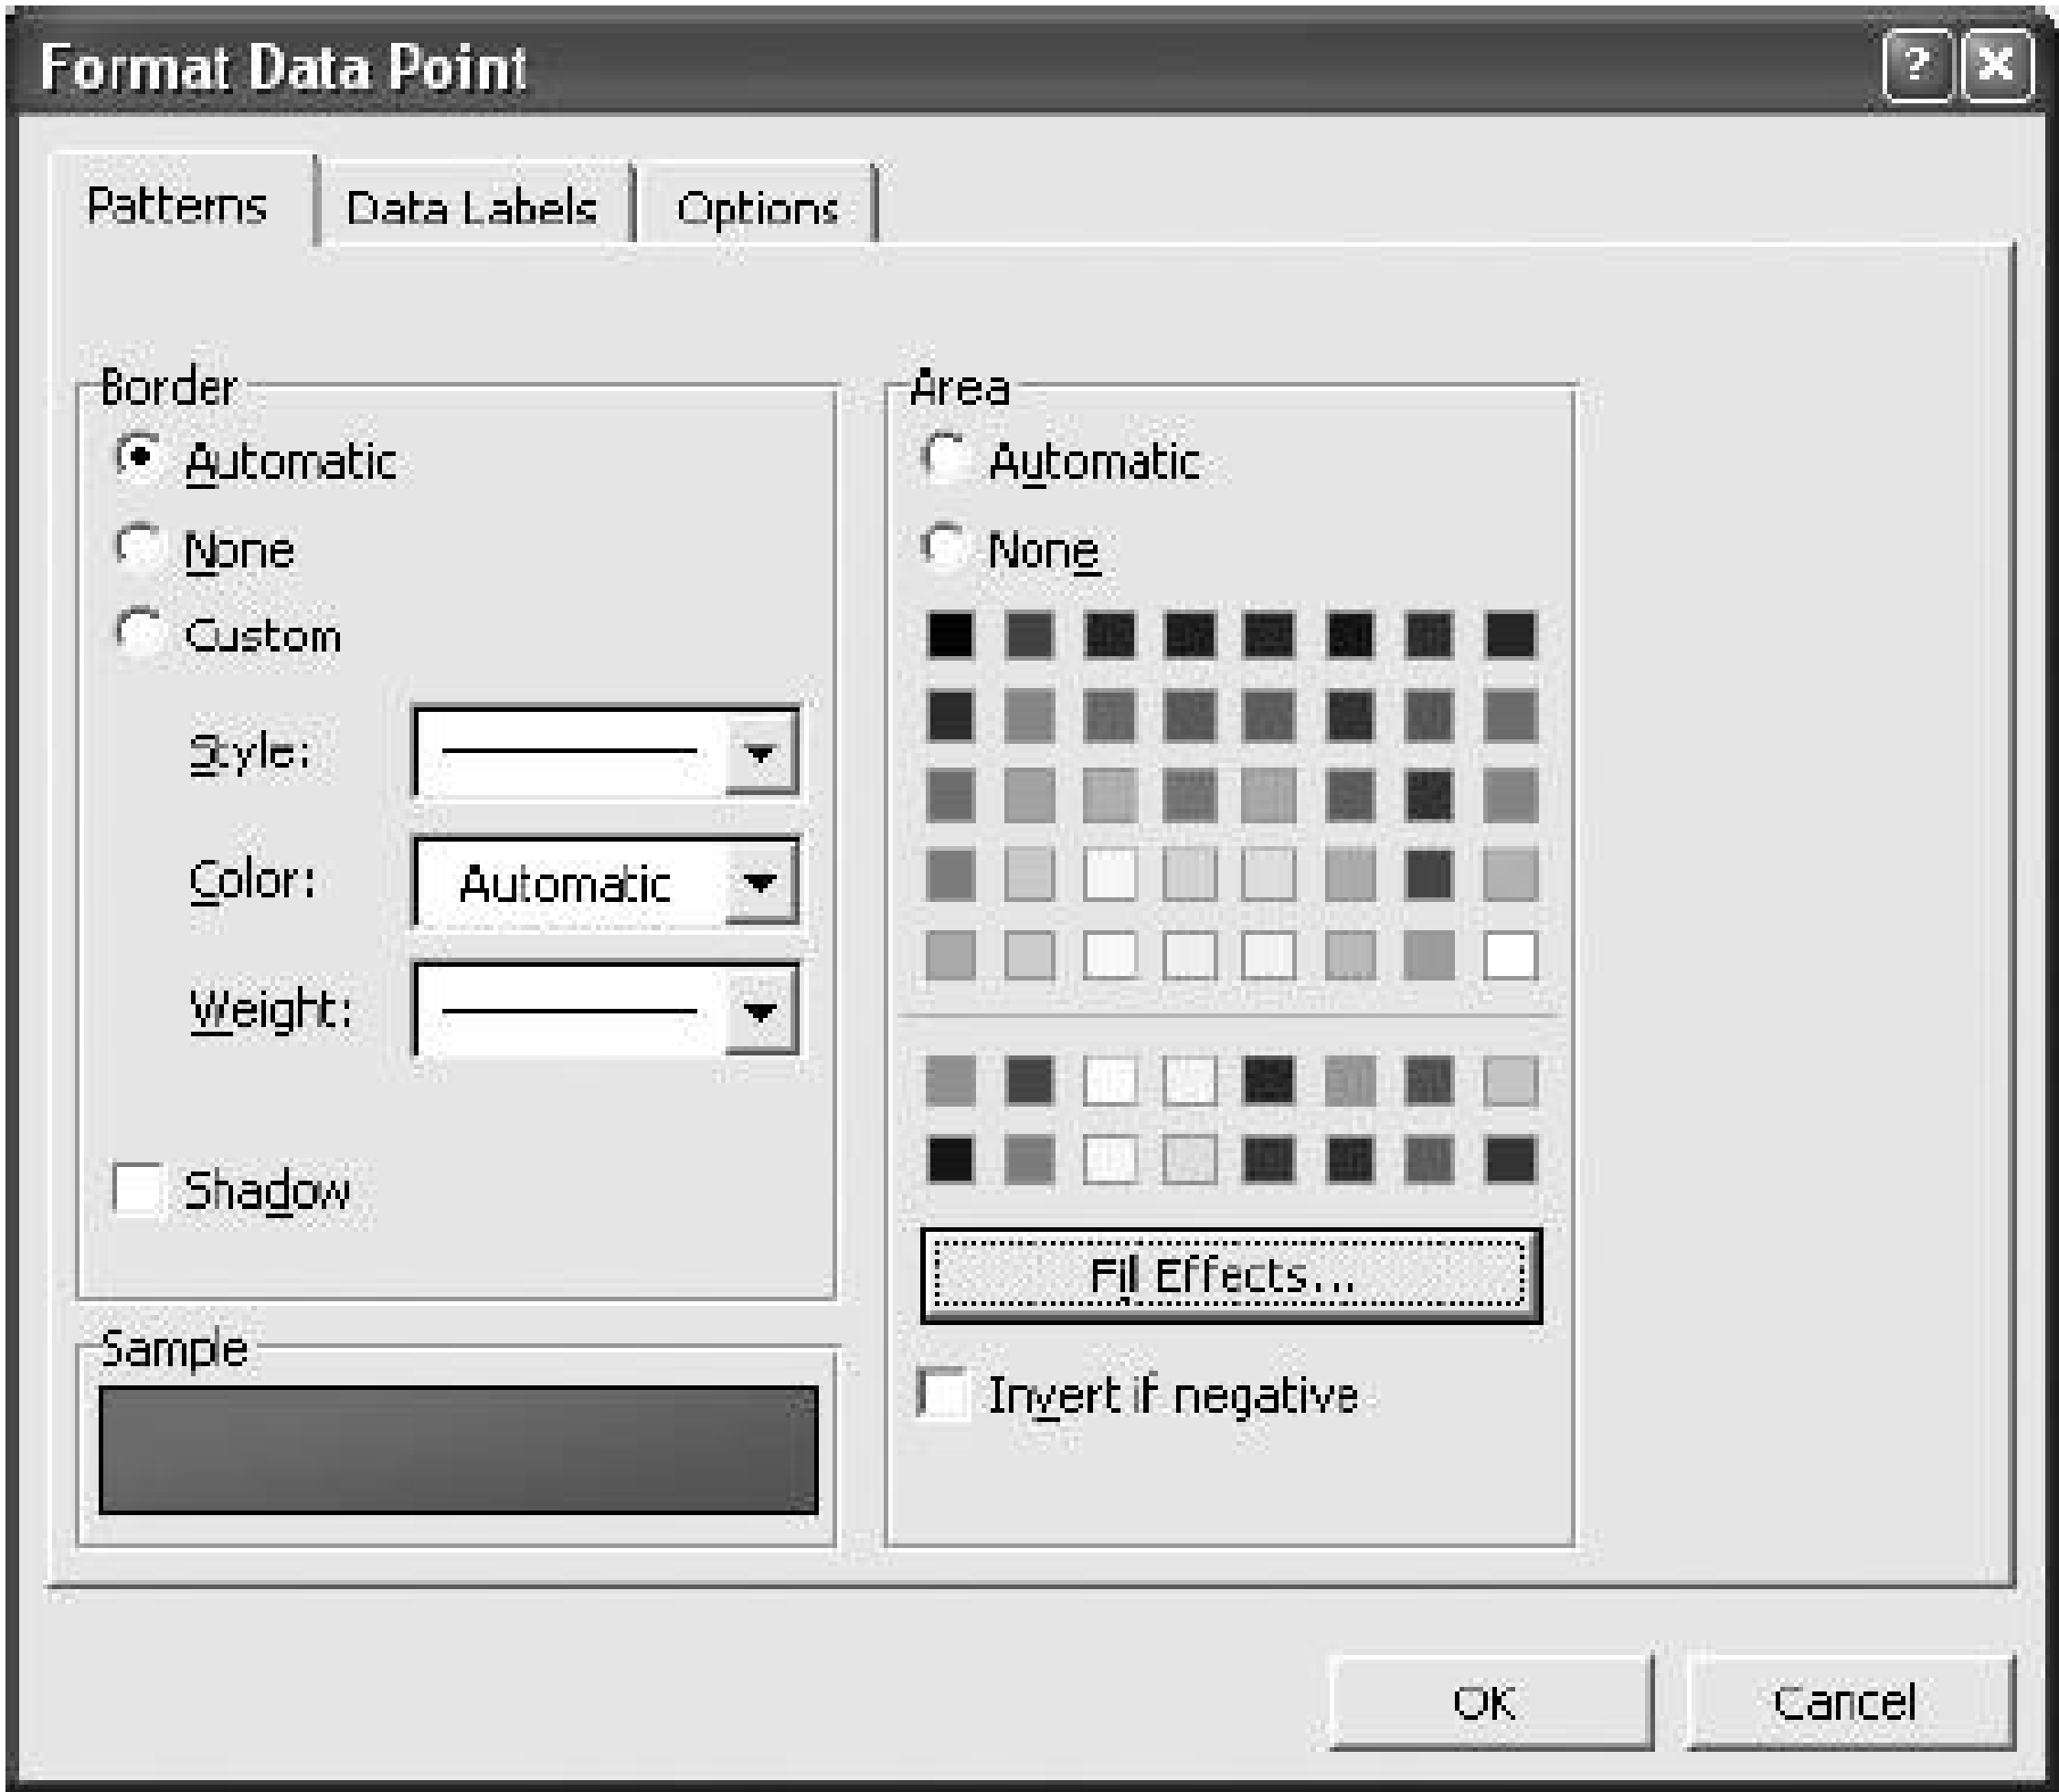 Format Data Point
Patterns
Data Labels
Options
Border
Automatic
None
Custom
Style:
Color:
Automatic
Weight:
Shadow
Sample
Area
Automatic
None
Fill Effects...
Invert if negative
OK
Cancel